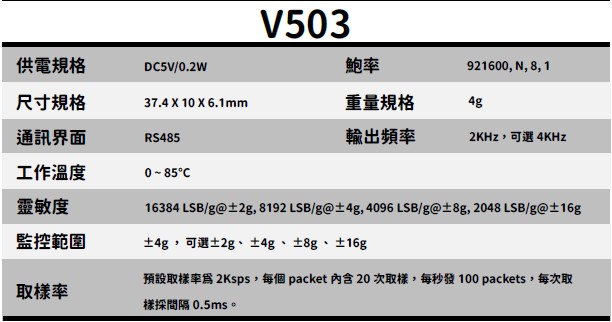 V503
供電規格 DC5V/0.2W 鮑率 921600, N, 8, 1
尺寸規格 37.4 X 10 X 6.1mm 重量規格 4g
通訊界面 RS485 輸出頻率 2KHz，可選 4KHz
工作溫度 0 ~ 85°C
靈敏度 16384 LSB/g@±2g, 8192 LSB/g@±4g, 4096 LSB/g@±8g, 2048 LSB/g@±16g
監控範圍 ±4g ， 可選±2g、 ±4g 、 ±8g 、 ±16g
取樣率 預設取樣率為 2Ksps，每個 packet 內含 20 次取樣，每秒發 100 packets，每次取
樣採間隔 0.5ms。